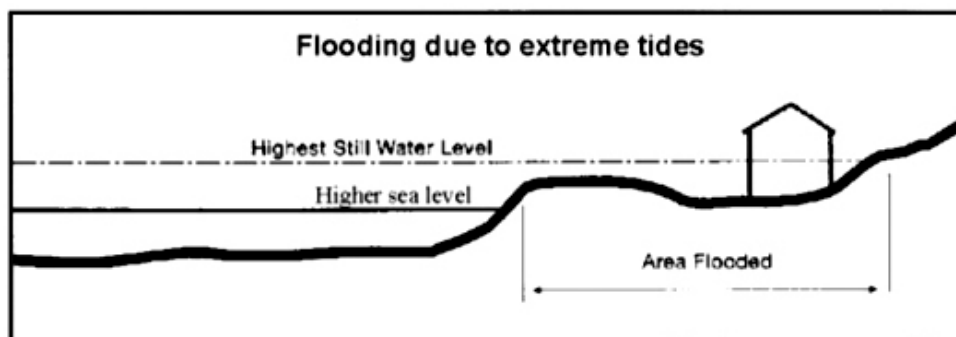 Flooding due to extreme tides
Highest Still Water Level
Higher sea level
Area Flooded